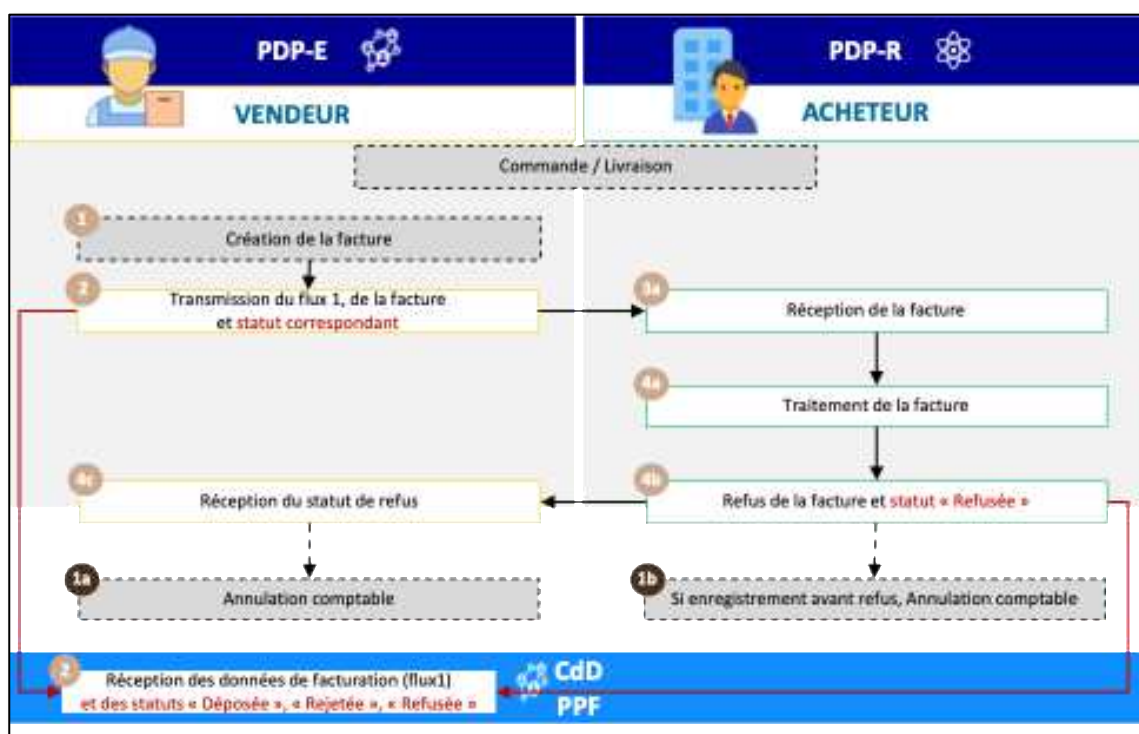 PDP-E
PDP-R
VENDEUR
ACHETEUR
Commande / Livraison
1
Création de la facture
2
Transmission du flux 1, de la facture
et statut correspondant
3a
Réception de la facture
4a
Traitement de la facture
4c
Réception du statut de refus
4b
Refus de la facture et statut « Refusée »
1a
Annulation comptable
1b
Si enregistrement avant refus, Annulation comptable
2
Réception des données de facturation (flux1)
et des statuts « Déposée », « Rejetée », « Refusée »
CdD
PPF